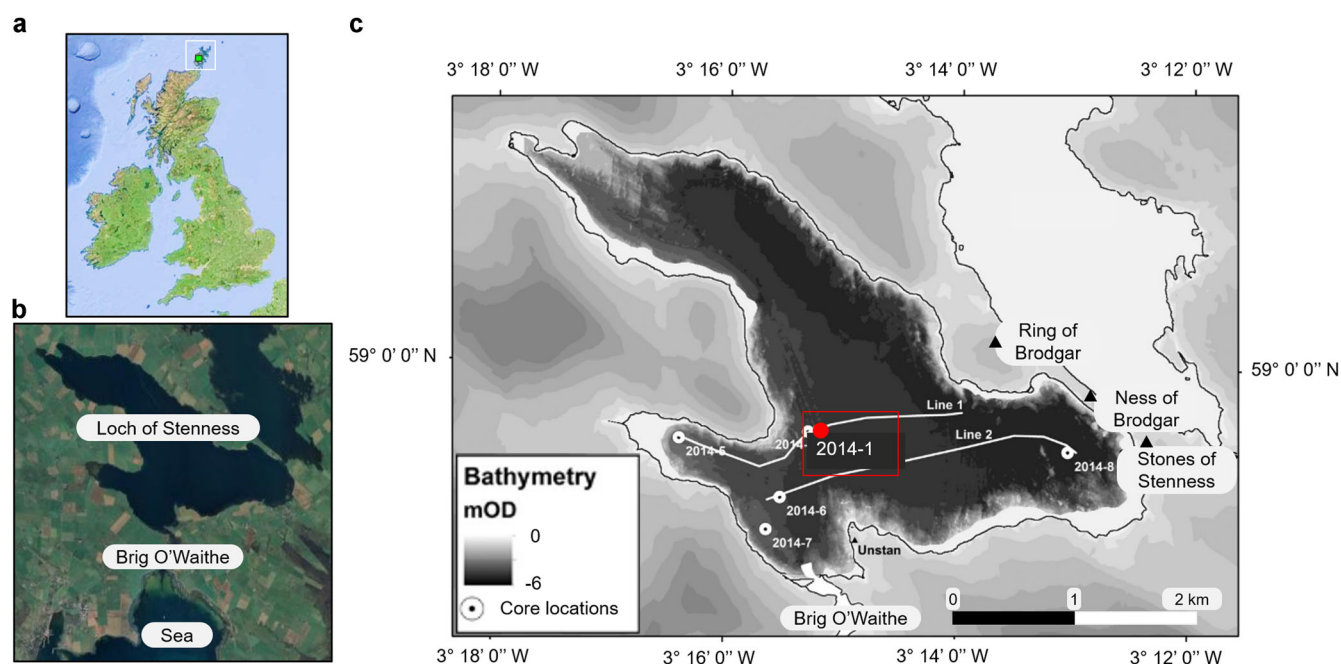 a
b
Loch of Stenness
Brig O'Waithe
Sea
c
3° 18' 0'' W
3° 16' 0'' W
3° 14' 0'' W
3° 12' 0'' W
59° 0' 0'' N
59° 0' 0'' N
Ring of
Brodgar
Ness of
Brodgar
Stones of
Stenness
Line 1
Line 2
2014-
2014-1
2014-5
2014-8
2014-6
2014-7
Unstan
Bathymetry
mOD
0
-6
Core locations
Brig O'Waithe
0
1
2 km
3° 18' 0'' W
3° 16' 0'' W
3° 14' 0'' W
3° 12' 0'' W